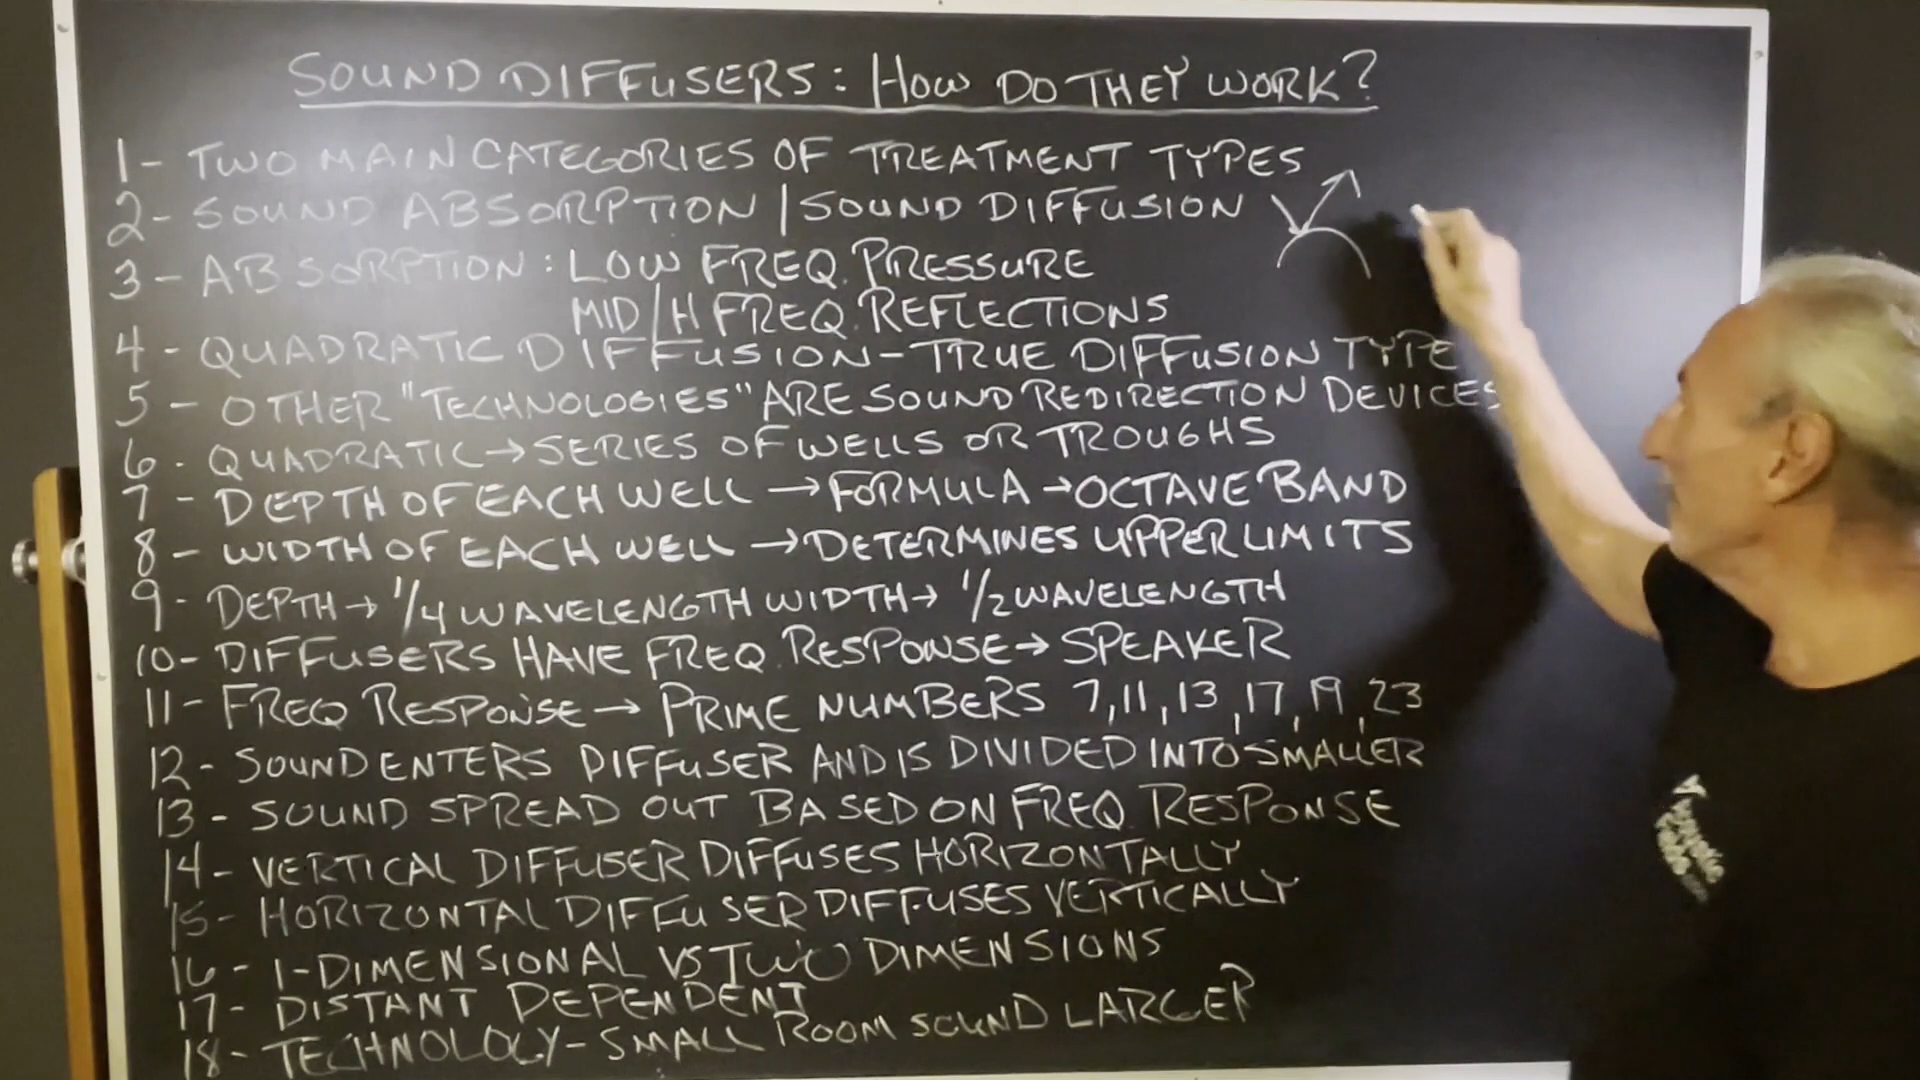 SOUND DIFFUSERS: HOW DO THEY WORK?
1- TWO MAIN CATEGORIES OF TREATMENT TYPES
2- SOUND ABSORPTION / SOUND DIFFUSION
3- ABSORPTION: LOW FREQ. PRESSURE
MID/H FREQ. REFLECTIONS
4- QUADRATIC DIFFUSION-TRUE DIFFUSION TYPE
5- OTHER "TECHNOLOGIES" ARE SOUND REDIRECTION DEVICES
6- QUADRATIC→SERIES OF WELLS OR TROUGHS
7- DEPTH OF EACH WELL →FORMULA→OCTAVE BAND
8- WIDTH OF EACH WELL →DETERMINES UPPER LIMITS
9- DEPTH→ 1/4 WAVELENGTH WIDTH→ 1/2 WAVELENGTH
10- DIFFUSERS HAVE FREQ. RESPONSE→ SPEAKER
11- FREQ RESPONSE→ PRIME NUMBERS 7,11,13,17,19,23
12- SOUND ENTERS DIFFUSER AND IS DIVIDED INTO SMALLER
13- SOUND SPREAD OUT BASED ON FREQ. RESPONSE
14- VERTICAL DIFFUSER DIFFUSES HORIZONTALLY
15- HORIZONTAL DIFFUSER DIFFUSES VERTICALLY
16- 1-DIMENSIONAL VS TWO DIMENSIONS
17- DISTANT DEPENDENT
18- TECHNOLOLOY- SMALL ROOM SOUND LARGER